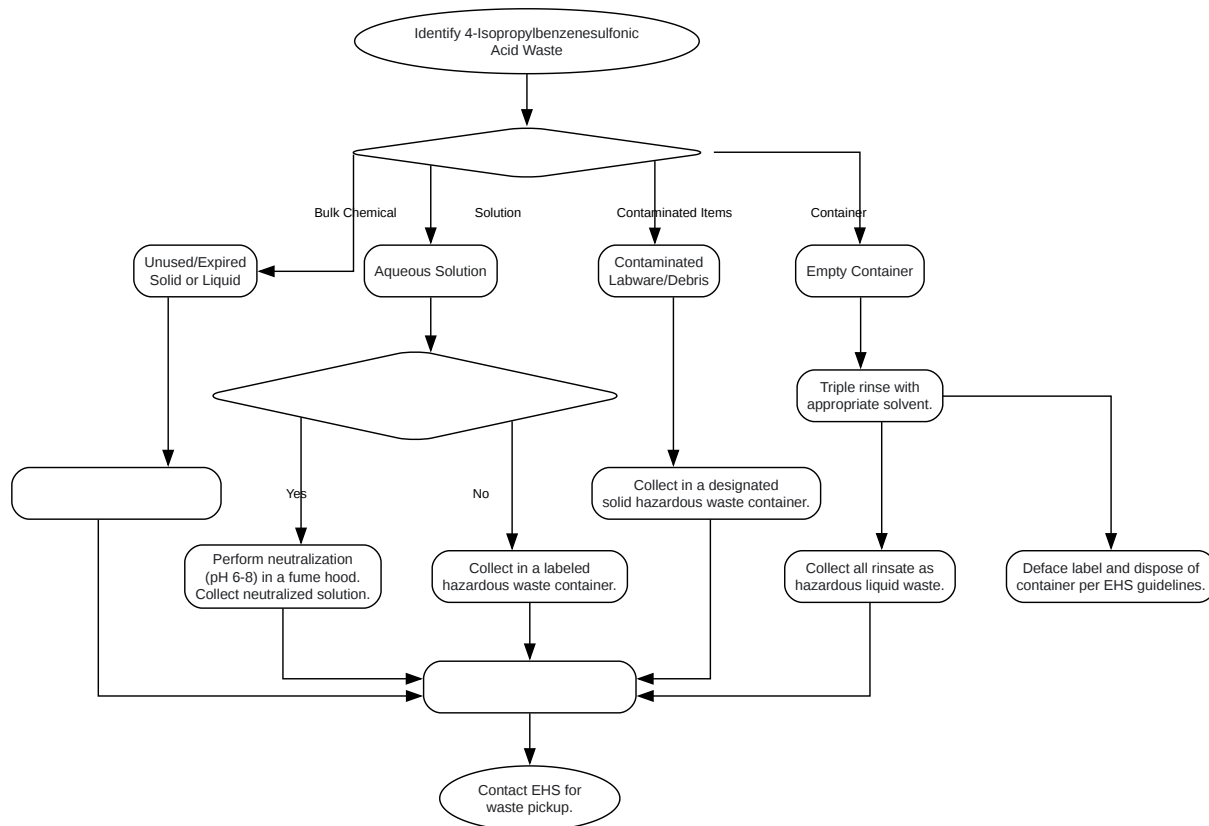 Identify 4-Isopropylbenzenesulfonic
Acid Waste
Bulk Chemical
Solution
Contaminated Items
Container
Unused/Expired
Solid or Liquid
Aqueous Solution
Contaminated
Labware/Debris
Empty Container
Triple rinse with
appropriate solvent.
Yes
No
Collect in a designated
solid hazardous waste container.
Perform neutralization
(pH 6-8) in a fume hood.
Collect neutralized solution.
Collect in a labeled
hazardous waste container.
Collect all rinsate as
hazardous liquid waste.
Deface label and dispose of
container per EHS guidelines.
Contact EHS for
waste pickup.